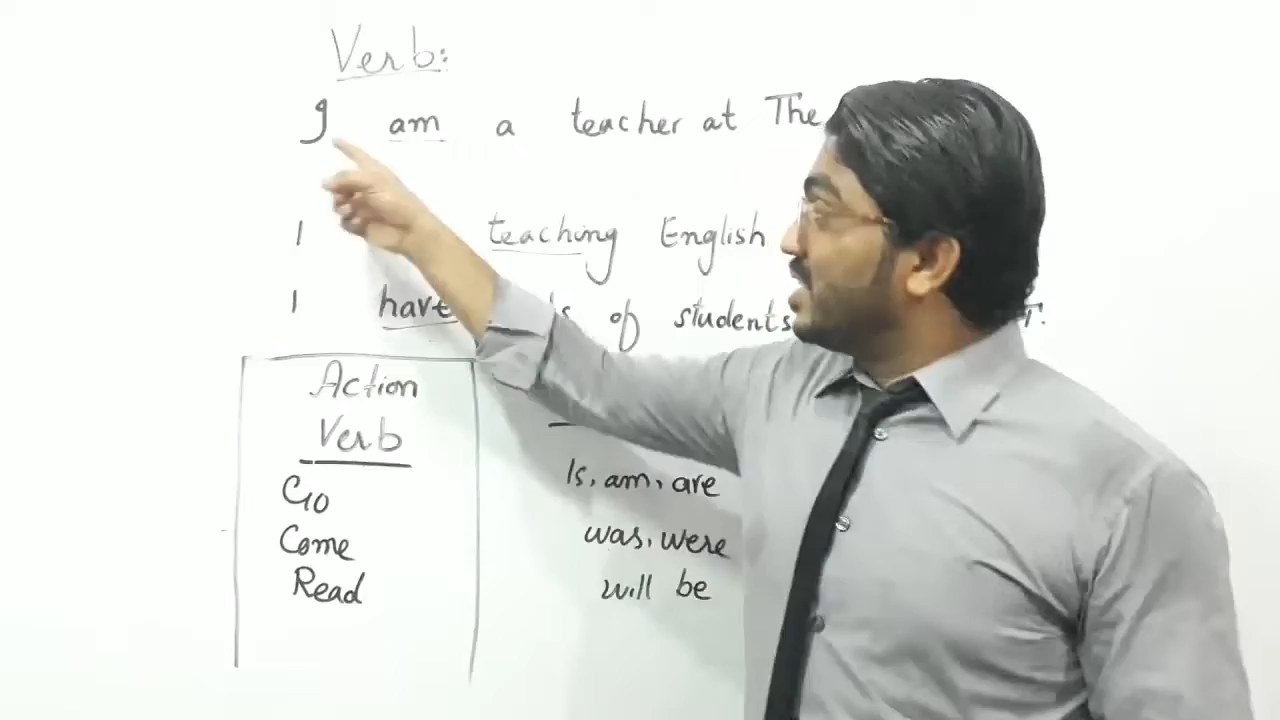 Verb:
I am a teacher at The
I teaching English
I have of students T.
Action
Verb
Go
Come
Read
Is, am, are
was, were
will be